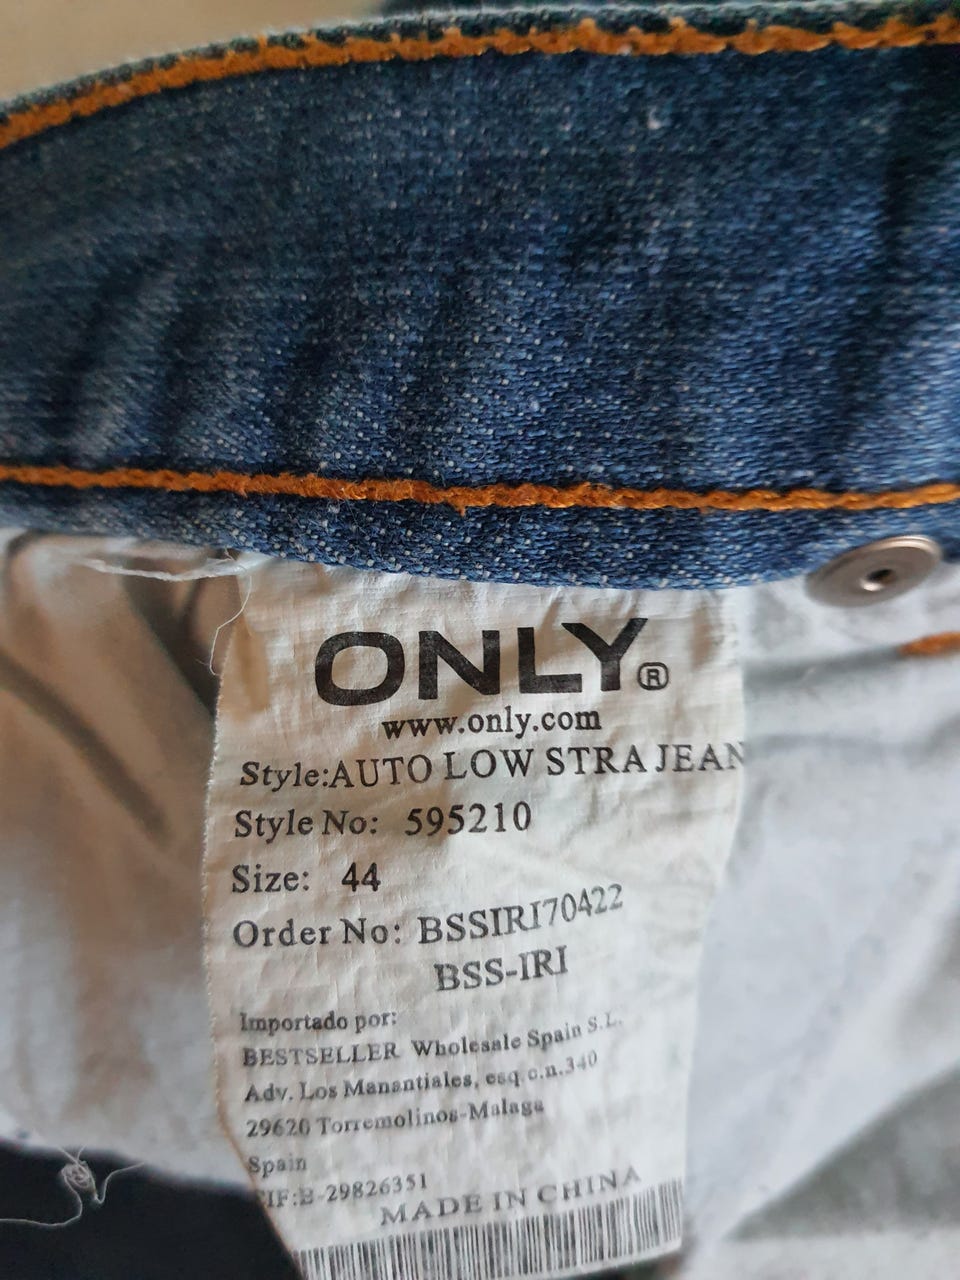 ONLY®
www.only.com
Style:AUTO LOW STRA JEAN
Style No: 595210
Size: 44
Order No: BSSIRI70422
BSS-IRI
Importado por:
BESTSELLER Wholesale Spain S.L.
Adv. Los Manantiales, esq c.n.340
29620 Torremolinos-Malaga
Spain
CIF:B-29826351
MADE IN CHINA